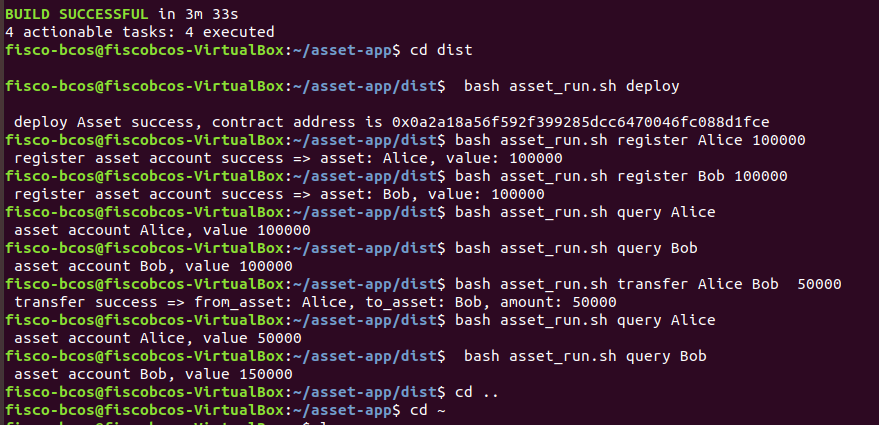 BUILD SUCCESSFUL in 3m 33s
4 actionable tasks: 4 executed
fisco-bcos@fiscobcos-VirtualBox:~/asset-app$ cd dist
fisco-bcos@fiscobcos-VirtualBox:~/asset-app/dist$  bash asset_run.sh deploy
deploy Asset success, contract address is 0x0a2a18a56f592f399285dcc6470046fc088d1fce
fisco-bcos@fiscobcos-VirtualBox:~/asset-app/dist$ bash asset_run.sh register Alice 100000
register asset account success => asset: Alice, value: 100000
fisco-bcos@fiscobcos-VirtualBox:~/asset-app/dist$ bash asset_run.sh register Bob 100000
register asset account success => asset: Bob, value: 100000
fisco-bcos@fiscobcos-VirtualBox:~/asset-app/dist$ bash asset_run.sh query Alice
asset account Alice, value 100000
fisco-bcos@fiscobcos-VirtualBox:~/asset-app/dist$ bash asset_run.sh query Bob
asset account Bob, value 100000
fisco-bcos@fiscobcos-VirtualBox:~/asset-app/dist$ bash asset_run.sh transfer Alice Bob  50000
transfer success => from_asset: Alice, to_asset: Bob, amount: 50000
fisco-bcos@fiscobcos-VirtualBox:~/asset-app/dist$ bash asset_run.sh query Alice
asset account Alice, value 50000
fisco-bcos@fiscobcos-VirtualBox:~/asset-app/dist$  bash asset_run.sh query Bob
asset account Bob, value 150000
fisco-bcos@fiscobcos-VirtualBox:~/asset-app/dist$ cd ..
fisco-bcos@fiscobcos-VirtualBox:~/asset-app$ cd ~